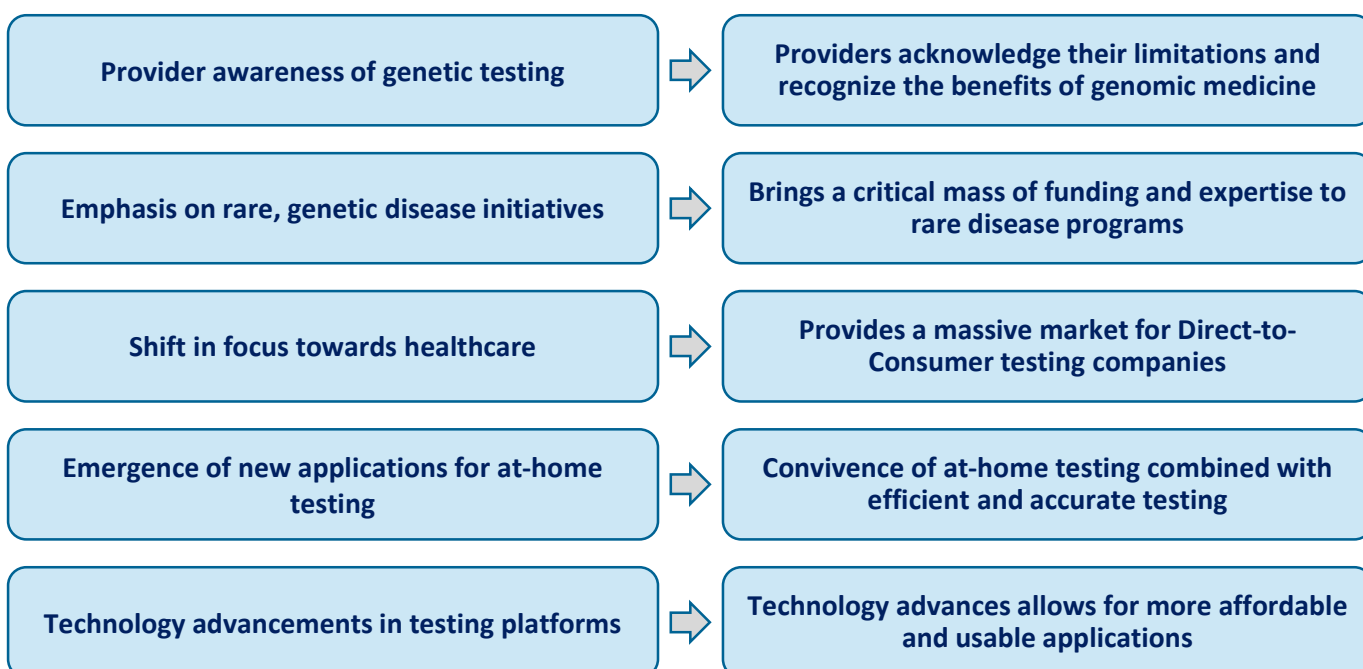 Provider awareness of genetic testing
Providers acknowledge their limitations and
recognize the benefits of genomic medicine
Emphasis on rare, genetic disease initiatives
Brings a critical mass of funding and expertise to
rare disease programs
Shift in focus towards healthcare
Provides a massive market for Direct-to-
Consumer testing companies
Emergence of new applications for at-home
testing
Convivence of at-home testing combined with
efficient and accurate testing
Technology advancements in testing platforms
Technology advances allows for more affordable
and usable applications